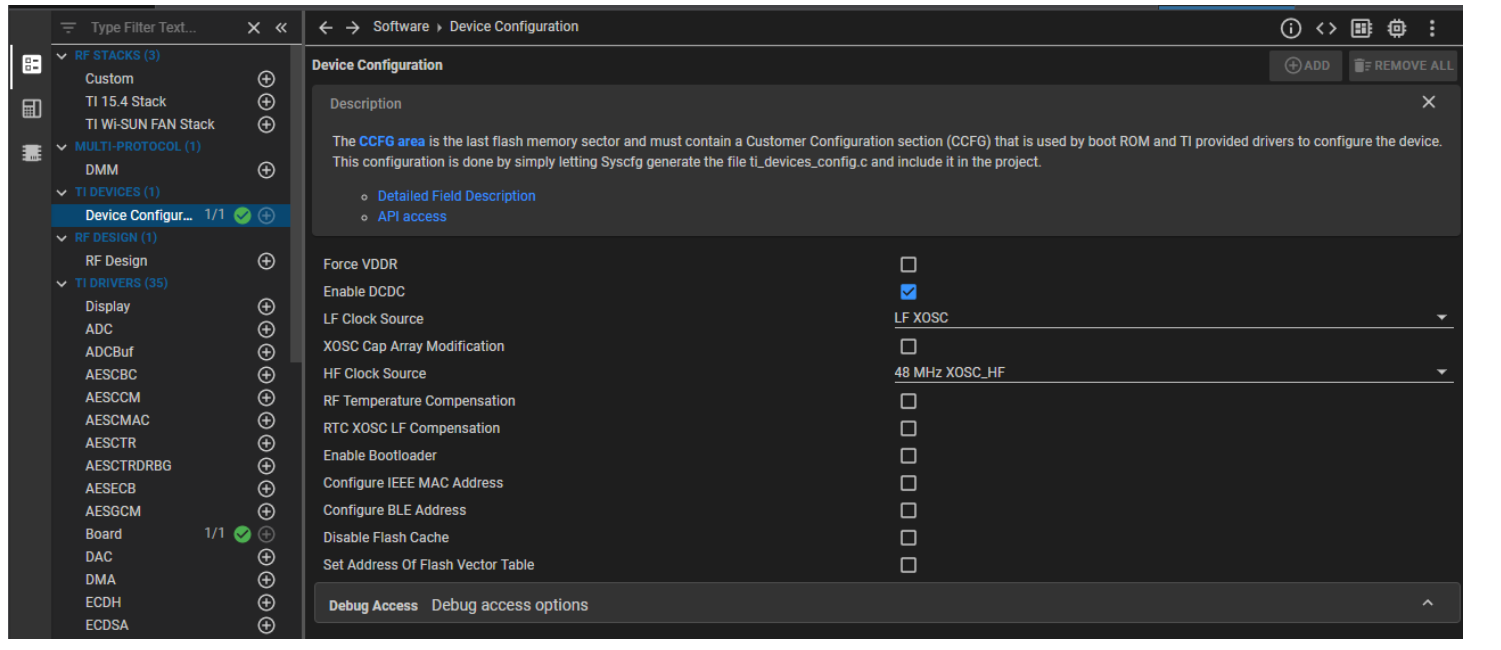 Type Filter Text...
Software Device Configuration
RF STACKS (3)
Custom
TI 15.4 Stack
TI Wi-SUN FAN Stack
MULTI-PROTOCOL (1)
DMM
TI DEVICES (1)
Device Configur... 1/1
RF DESIGN (1)
RF Design
TI DRIVERS (35)
Display
ADC
ADCBuf
AESCBC
AESCCM
AESCMAC
AESCTR
AESCTRDRBG
AESECB
AESGCM
Board 1/1
DAC
DMA
ECDH
ECDSA
Device Configuration
ADD REMOVE ALL
Description
The CCFG area is the last flash memory sector and must contain a Customer Configuration section (CCFG) that is used by boot ROM and TI provided drivers to configure the device.
This configuration is done by simply letting Syscfg generate the file ti_devices_config.c and include it in the project.
Detailed Field Description
API access
Force VDDR
Enable DCDC
LF Clock Source LF XOSC
XOSC Cap Array Modification
HF Clock Source 48 MHz XOSC_HF
RF Temperature Compensation
RTC XOSC LF Compensation
Enable Bootloader
Configure IEEE MAC Address
Configure BLE Address
Disable Flash Cache
Set Address Of Flash Vector Table
Debug Access Debug access options